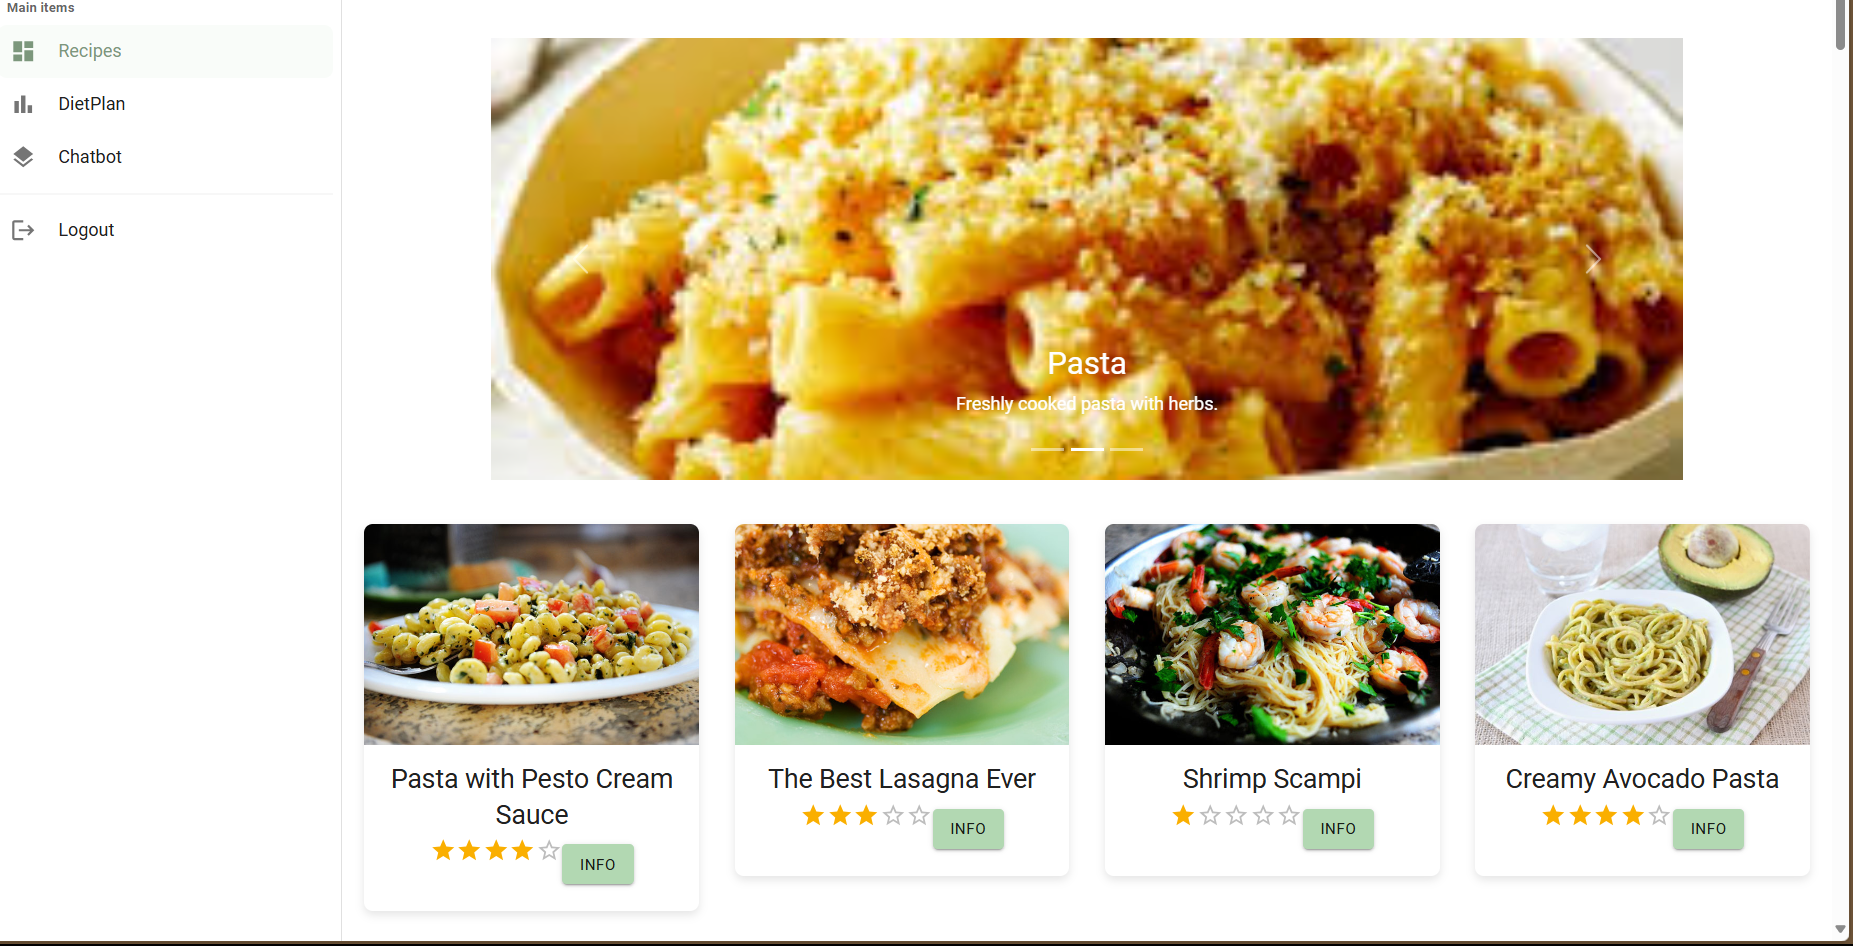 Main items
Recipes
DietPlan
Chatbot
Logout
Pasta
Freshly cooked pasta with herbs.
Pasta with Pesto Cream
Sauce
INFO
The Best Lasagna Ever
INFO
Shrimp Scampi
INFO
Creamy Avocado Pasta
INFO